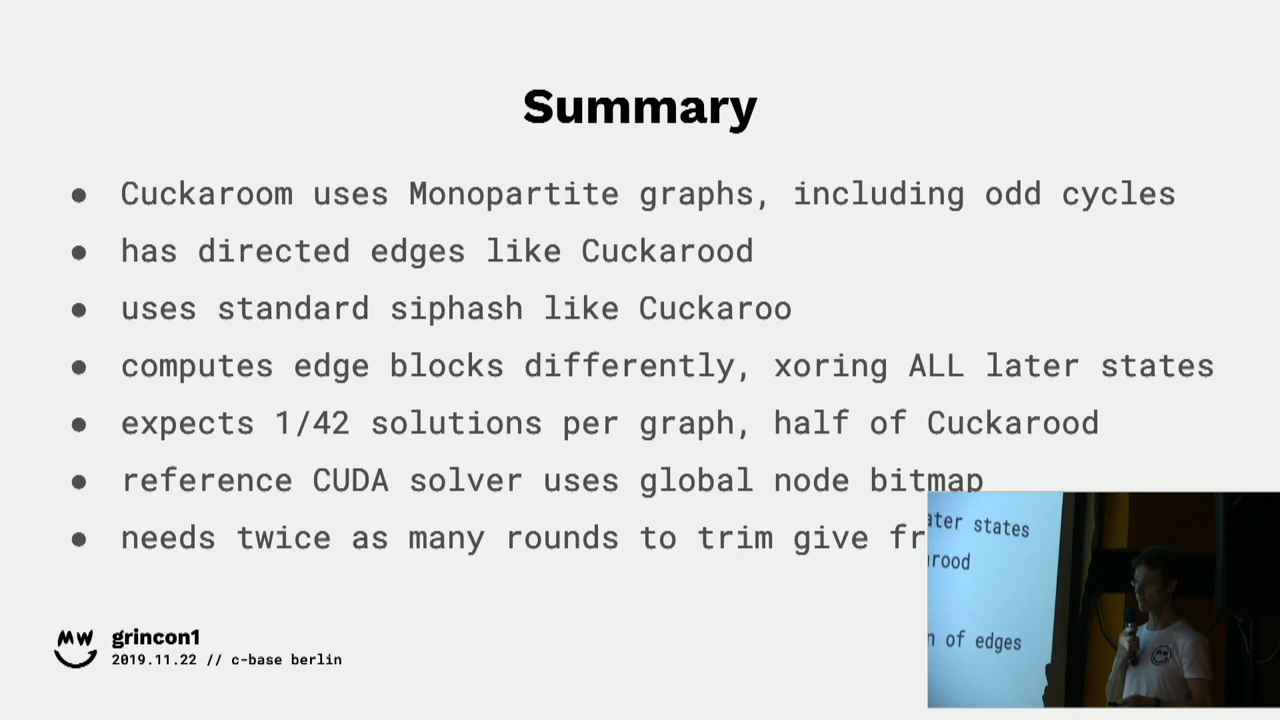 Summary
● Cuckaroom uses Monopartite graphs, including odd cycles
● has directed edges like Cuckarood
● uses standard siphash like Cuckaroo
● computes edge blocks differently, xoring ALL later states
● expects 1/42 solutions per graph, half of Cuckarood
● reference CUDA solver uses global node bitmap
● needs twice as many rounds to trim give fr
ater states
rood
n of edges
MW
grincon1
2019.11.22 // c-base berlin
MW